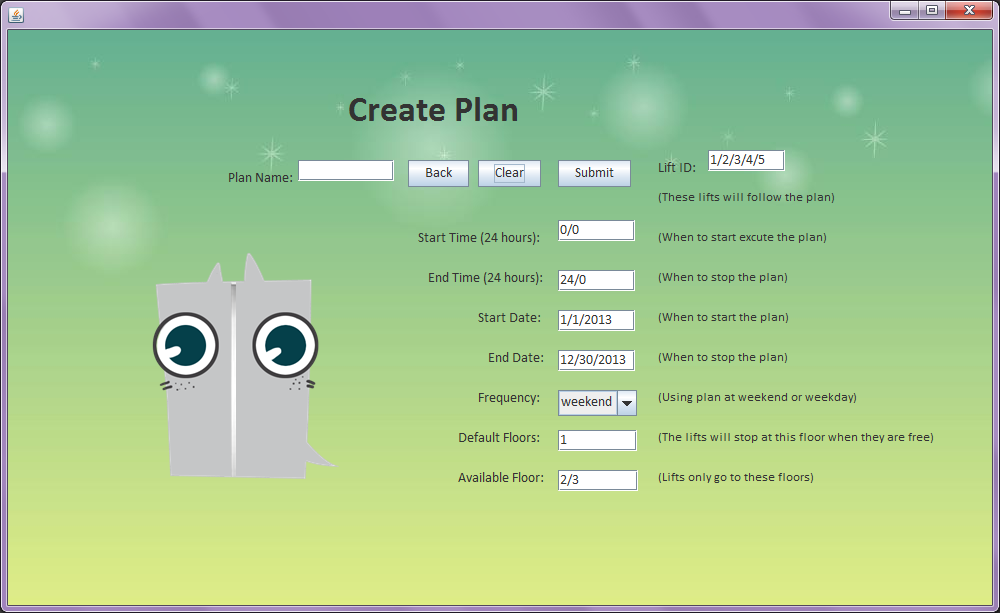 Create Plan
Plan Name: Back Clear Submit Lift ID: 1/2/3/4/5
(These lifts will follow the plan)
Start Time (24 hours): 0/0 (When to start excute the plan)
End Time (24 hours): 24/0 (When to stop the plan)
Start Date: 1/1/2013 (When to start the plan)
End Date: 12/30/2013 (When to stop the plan)
Frequency: weekend (Using plan at weekend or weekday)
Default Floors: 1 (The lifts will stop at this floor when they are free)
Available Floor: 2/3 (Lifts only go to these floors)